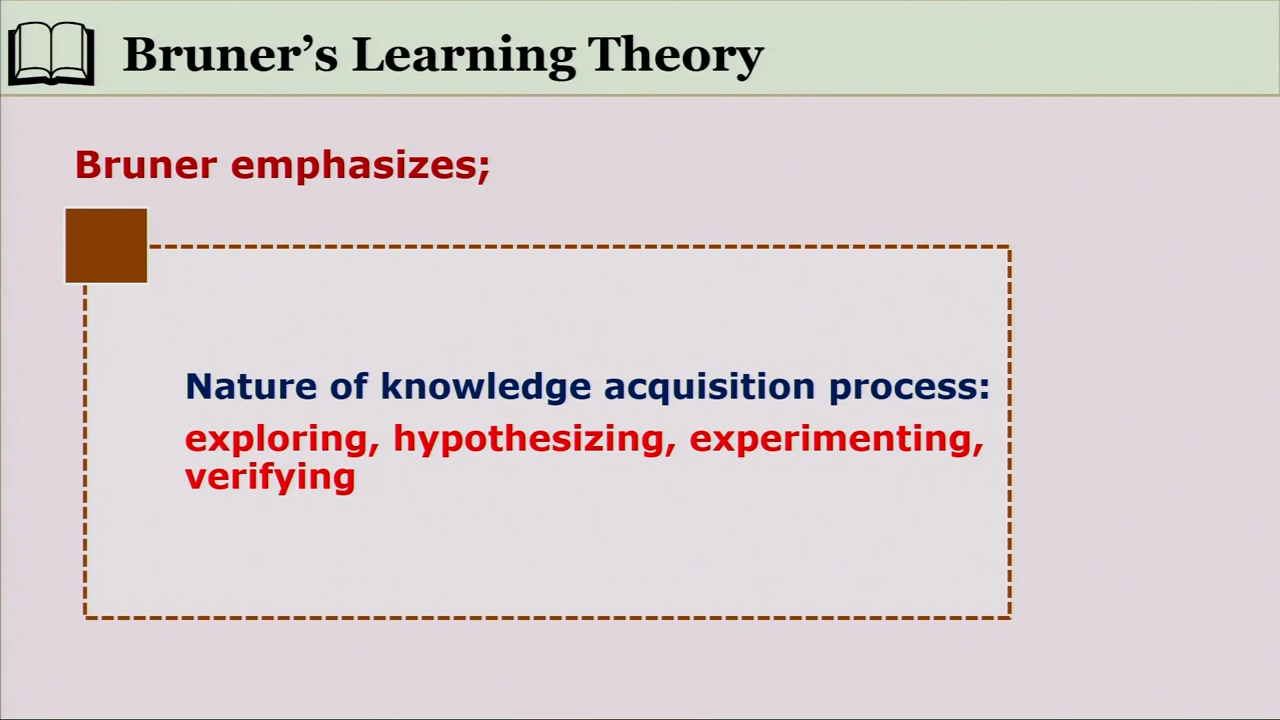 Bruner’s Learning Theory
Bruner emphasizes;
Nature of knowledge acquisition process:
exploring, hypothesizing, experimenting,
verifying